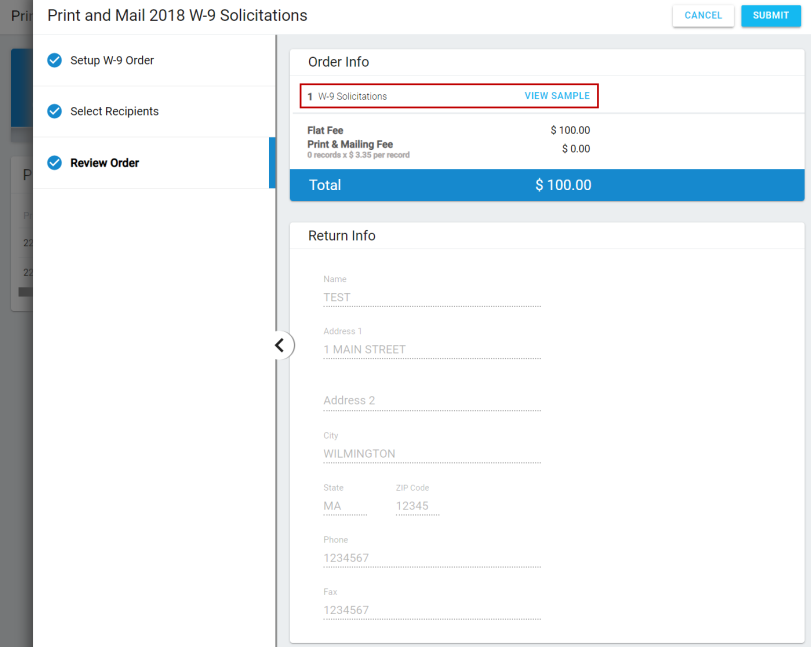 Print and Mail 2018 W-9 Solicitations
CANCEL
SUBMIT
Setup W-9 Order
Select Recipients
Review Order
Order Info
1 W-9 Solicitations VIEW SAMPLE
Flat Fee $ 100.00
Print & Mailing Fee $ 0.00
0 records x $ 3.35 per record
Total $ 100.00
Return Info
Name
TEST
Address 1
1 MAIN STREET
Address 2
City
WILMINGTON
State ZIP Code
MA 12345
Phone
1234567
Fax
1234567